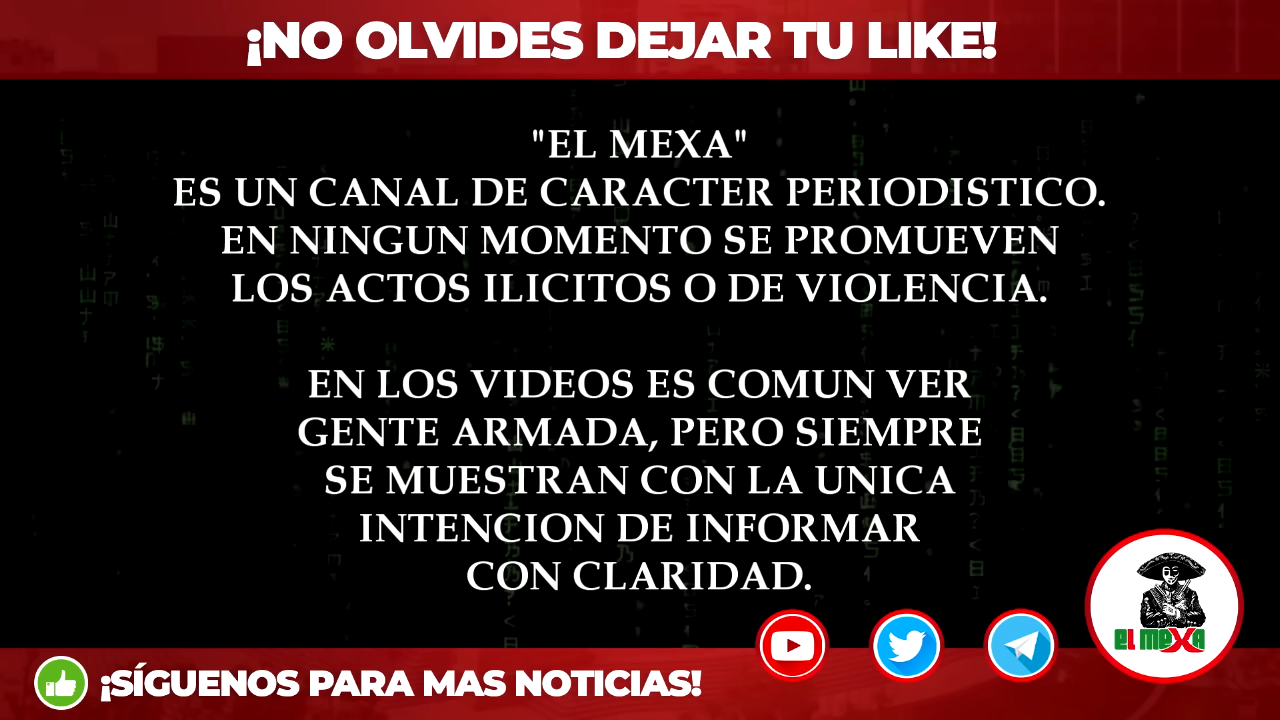 ¡NO OLVIDES DEJAR TU LIKE!
"EL MEXA"
ES UN CANAL DE CARACTER PERIODISTICO.
EN NINGUN MOMENTO SE PROMUEVEN
LOS ACTOS ILICITOS O DE VIOLENCIA.
EN LOS VIDEOS ES COMUN VER
GENTE ARMADA, PERO SIEMPRE
SE MUESTRAN CON LA UNICA
INTENCION DE INFORMAR
CON CLARIDAD.
EL MEXA
¡SÍGUENOS PARA MAS NOTICIAS!